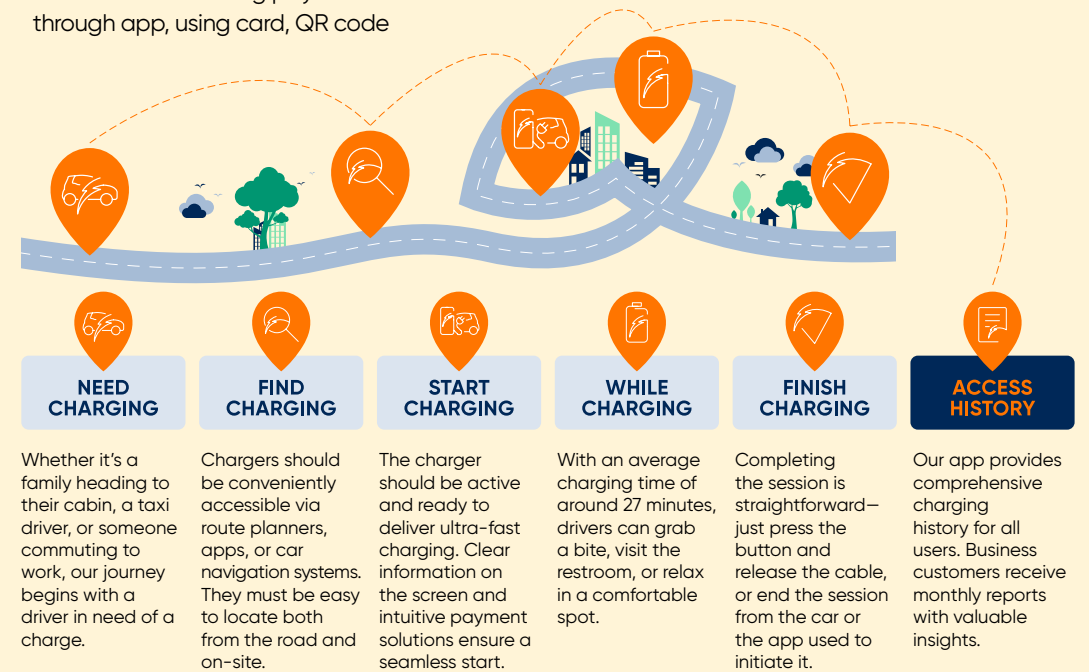 through app, using card, QR code
NEED
CHARGING
Whether it's a
family heading to
their cabin, a taxi
driver, or someone
commuting to
work, our journey
begins with a
driver in need of a
charge.
FIND
CHARGING
Chargers should
be conveniently
accessible via
route planners,
apps, or car
navigation systems.
They must be easy
to locate both
from the road and
on-site.
START
CHARGING
The charger
should be active
and ready to
deliver ultra-fast
charging. Clear
information on
the screen and
intuitive payment
solutions ensure a
seamless start.
WHILE
CHARGING
With an average
charging time of
around 27 minutes,
drivers can grab
a bite, visit the
restroom, or relax
in a comfortable
spot.
FINISH
CHARGING
Completing
the session is
straightforward—
just press the
button and
release the cable,
or end the session
from the car or
the app used to
initiate it.
ACCESS
HISTORY
Our app provides
comprehensive
charging
history for all
users. Business
customers receive
monthly reports
with valuable
insights.